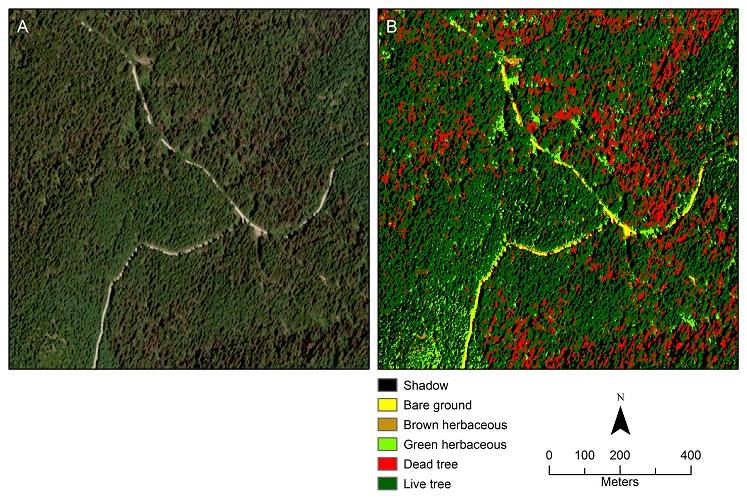 A
B
Shadow
Bare ground
Brown herbaceous
Green herbaceous
Dead tree
Live tree
N
0 100 200 400
Meters